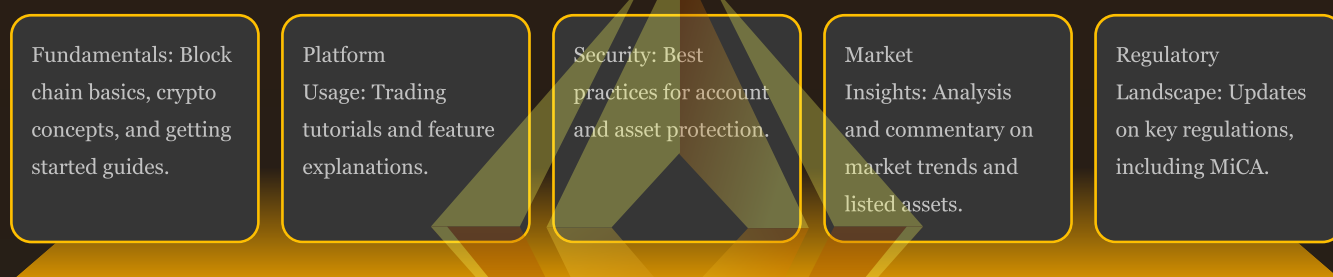 Fundamentals: Block
chain basics, crypto
concepts, and getting
started guides.
Platform
Usage: Trading
tutorials and feature
explanations.
Security: Best
practices for account
and asset protection.
Market
Insights: Analysis
and commentary on
market trends and
listed assets.
Regulatory
Landscape: Updates
on key regulations,
including MiCA.